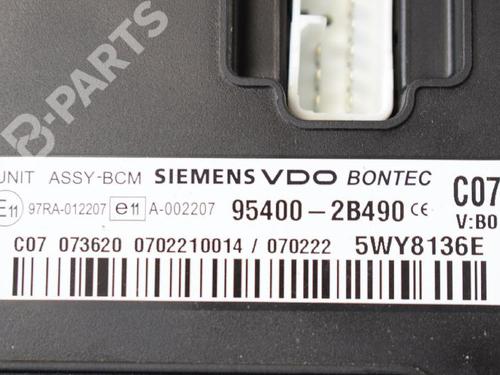 B-PARTS
UNIT ASSY-BCM SIEMENS VDO BONTEC C07
E11 97RA-012207 e11 A-002207 95400-2B490 CE V:B0
C07 073620 0702210014 / 070222 5WY8136E